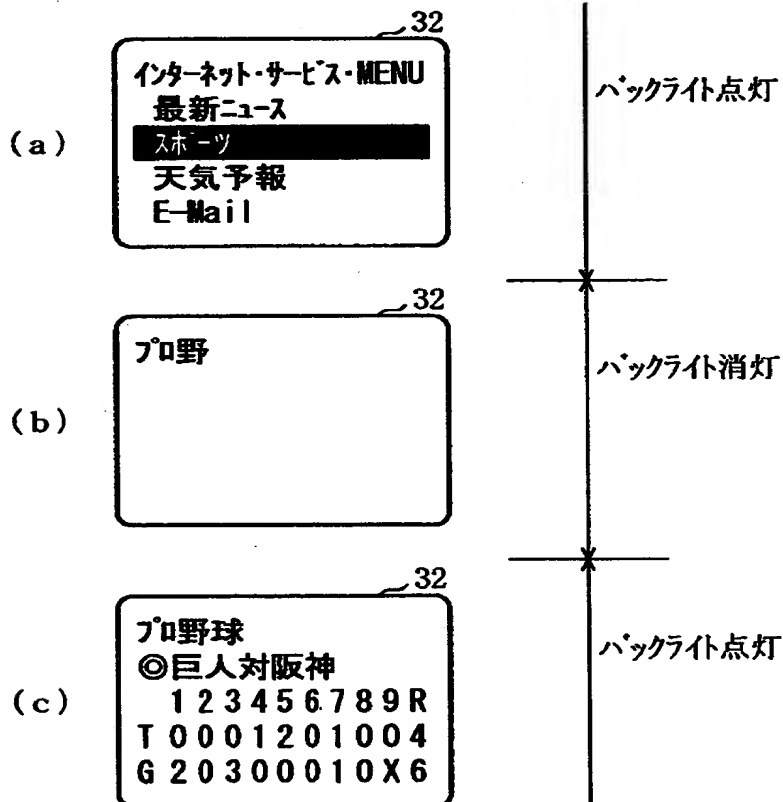 32
インターネット・サービス・MENU
最新ニュース
スポーツ
天気予報
E-Mail
(a)
バックライト点灯
32
プロ野
(b)
バックライト消灯
32
プロ野球
◎巨人対阪神
1 2 3 4 5 6 7 8 9 R
T 0 0 0 1 2 0 1 0 0 4
G 2 0 3 0 0 0 1 0 X 6
(c)
バックライト点灯